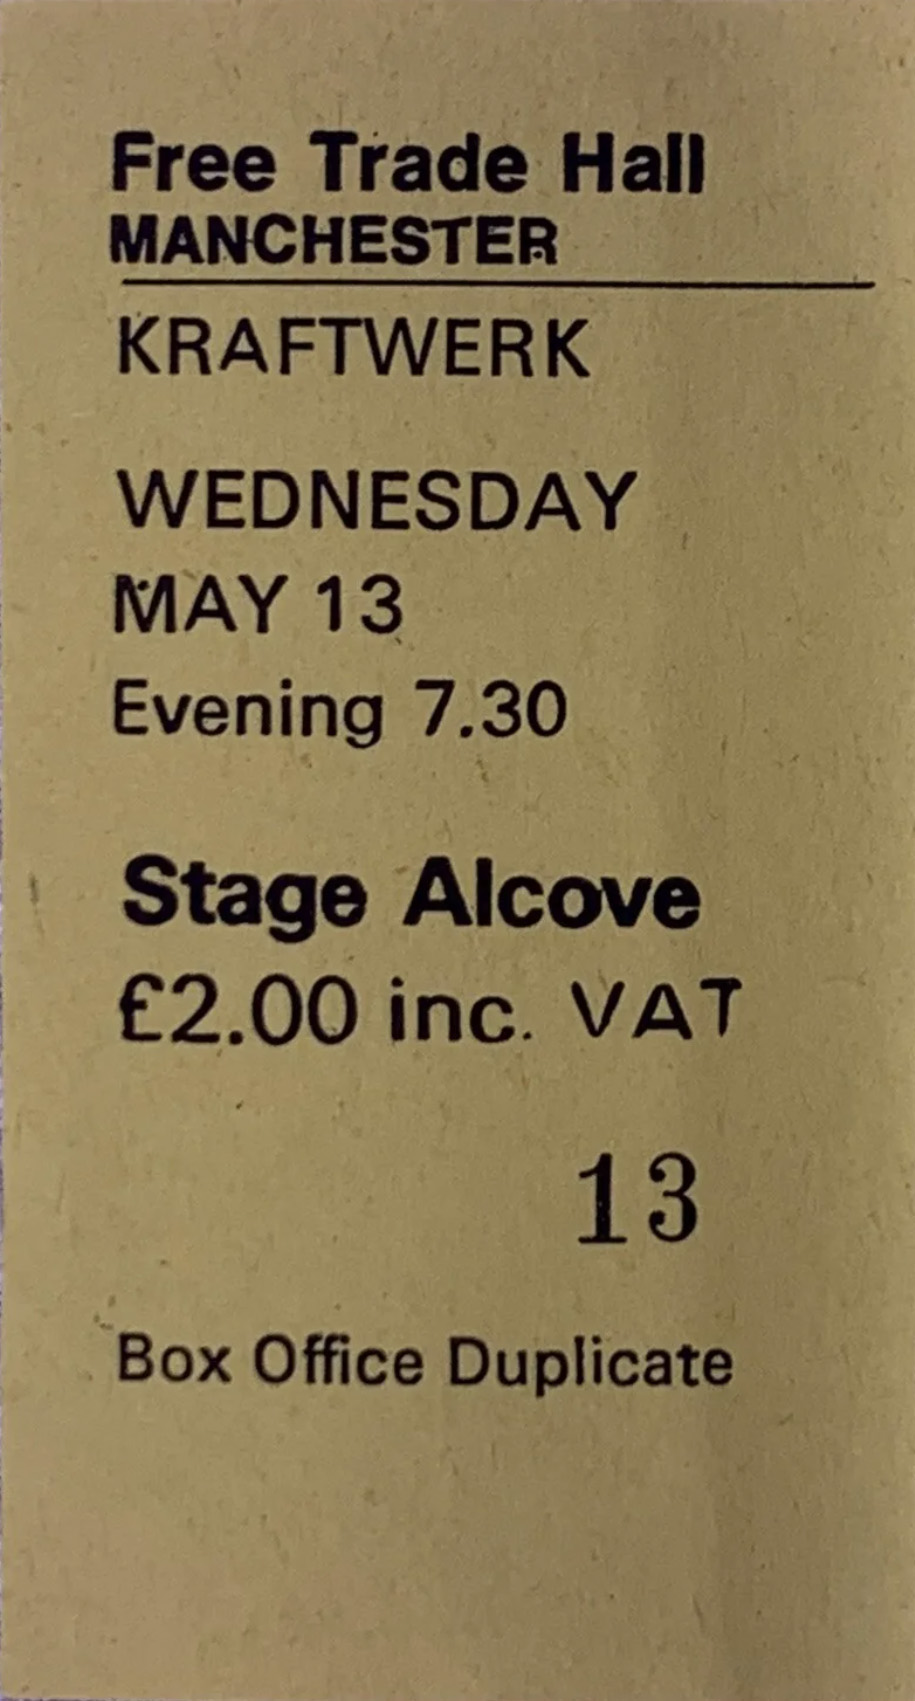 Free Trade Hall
MANCHESTER
KRAFTWERK
WEDNESDAY
MAY 13
Evening 7.30
Stage Alcove
£2.00 inc. VAT
13
Box Office Duplicate